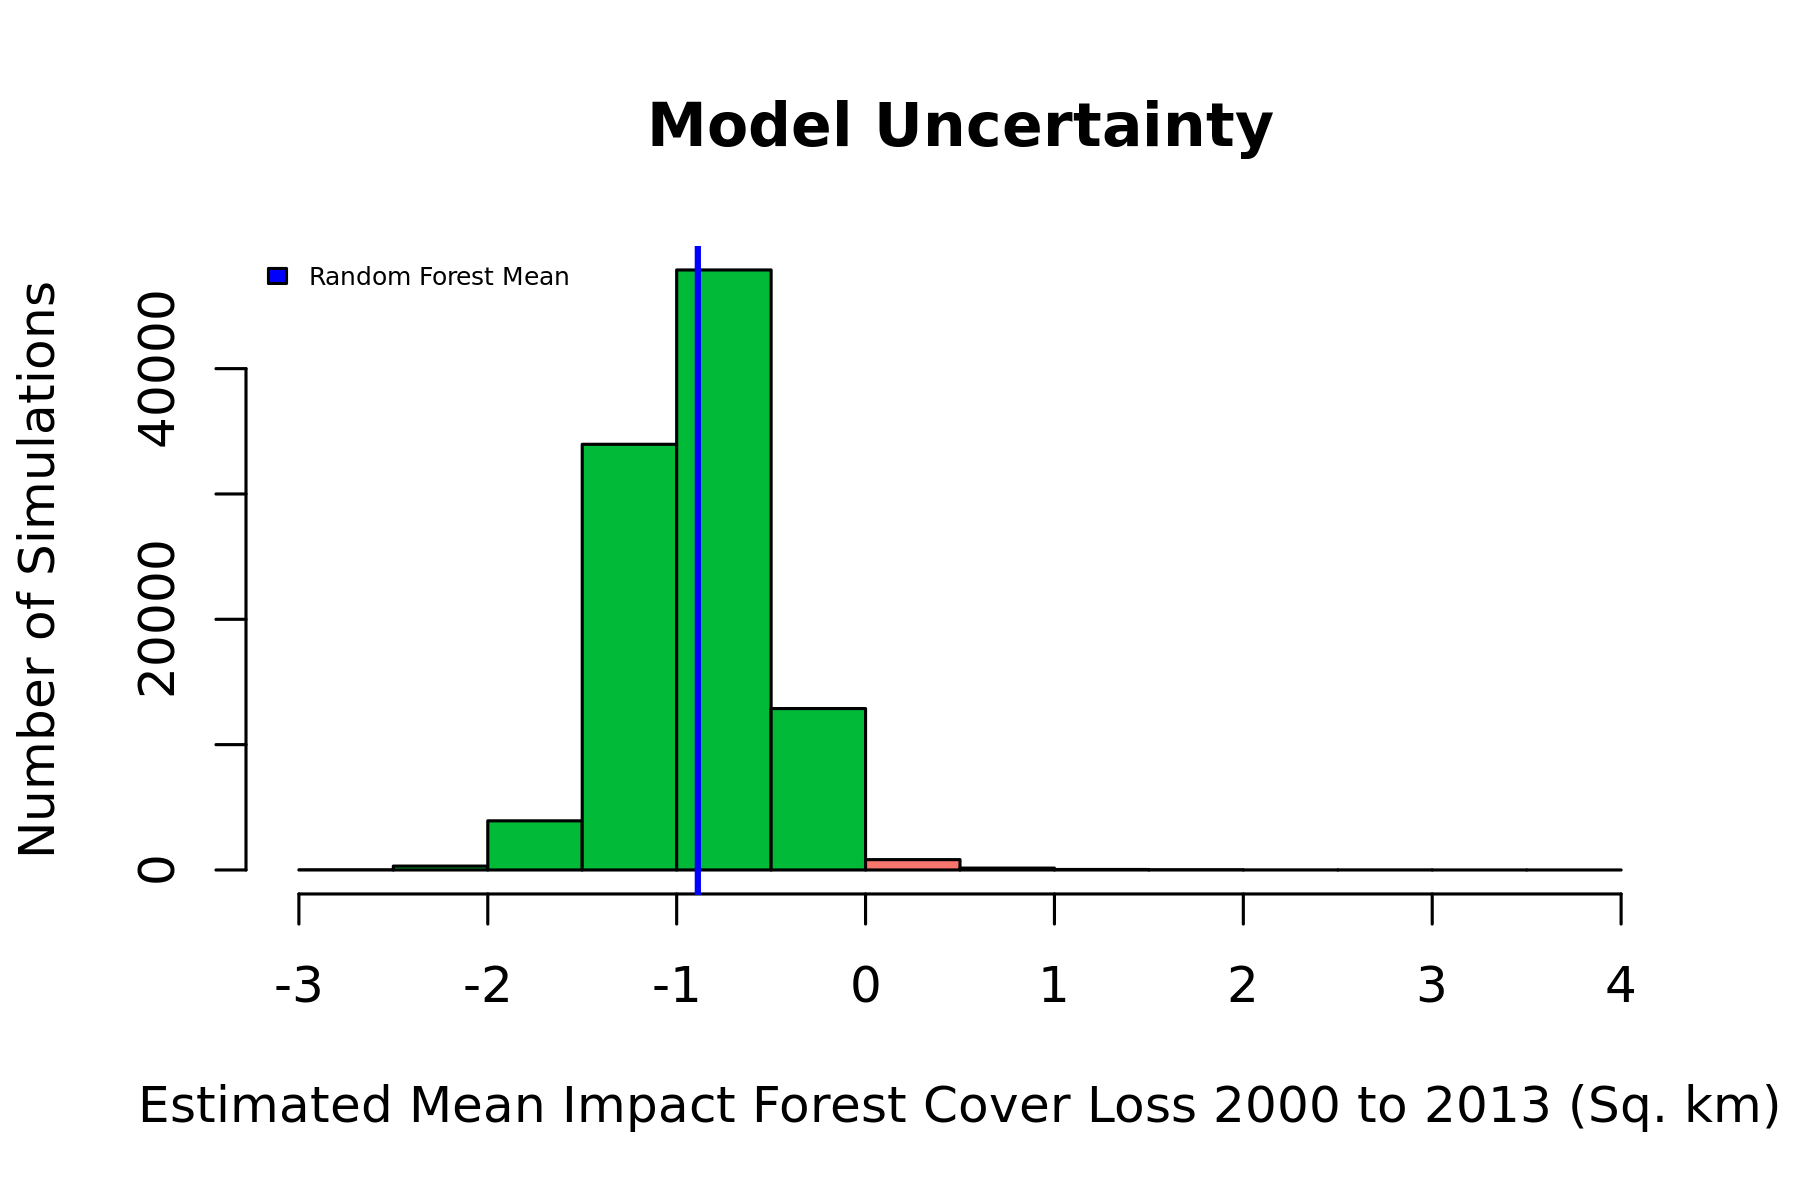 Model Uncertainty
Random Forest Mean
Number of Simulations
40000
20000
0
-3 -2 -1 0 1 2 3 4
Estimated Mean Impact Forest Cover Loss 2000 to 2013 (Sq. km)